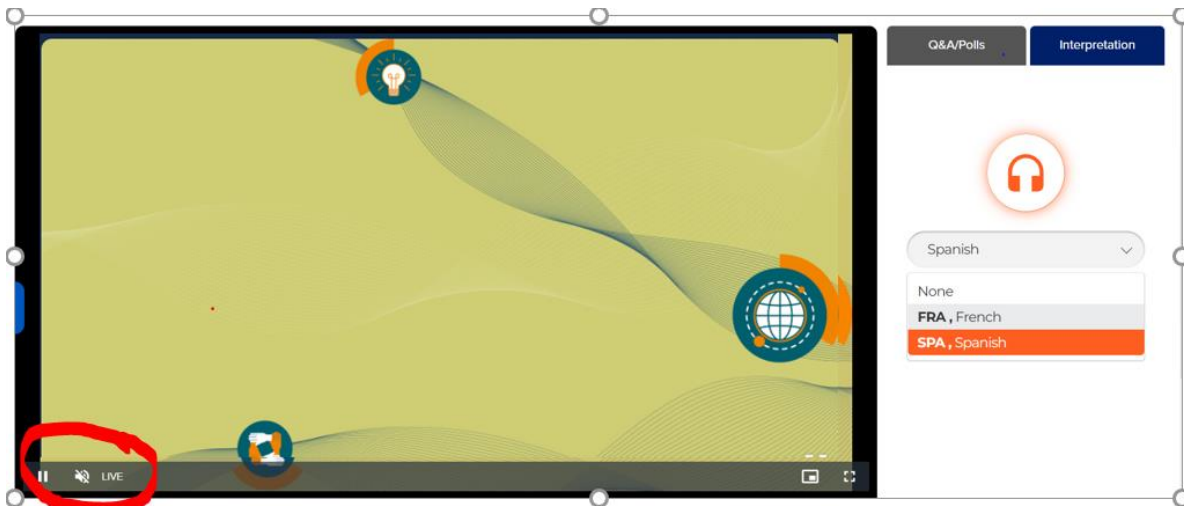 Q&A/Polls
Interpretation
Spanish
None
FRA , French
SPA , Spanish
LIVE